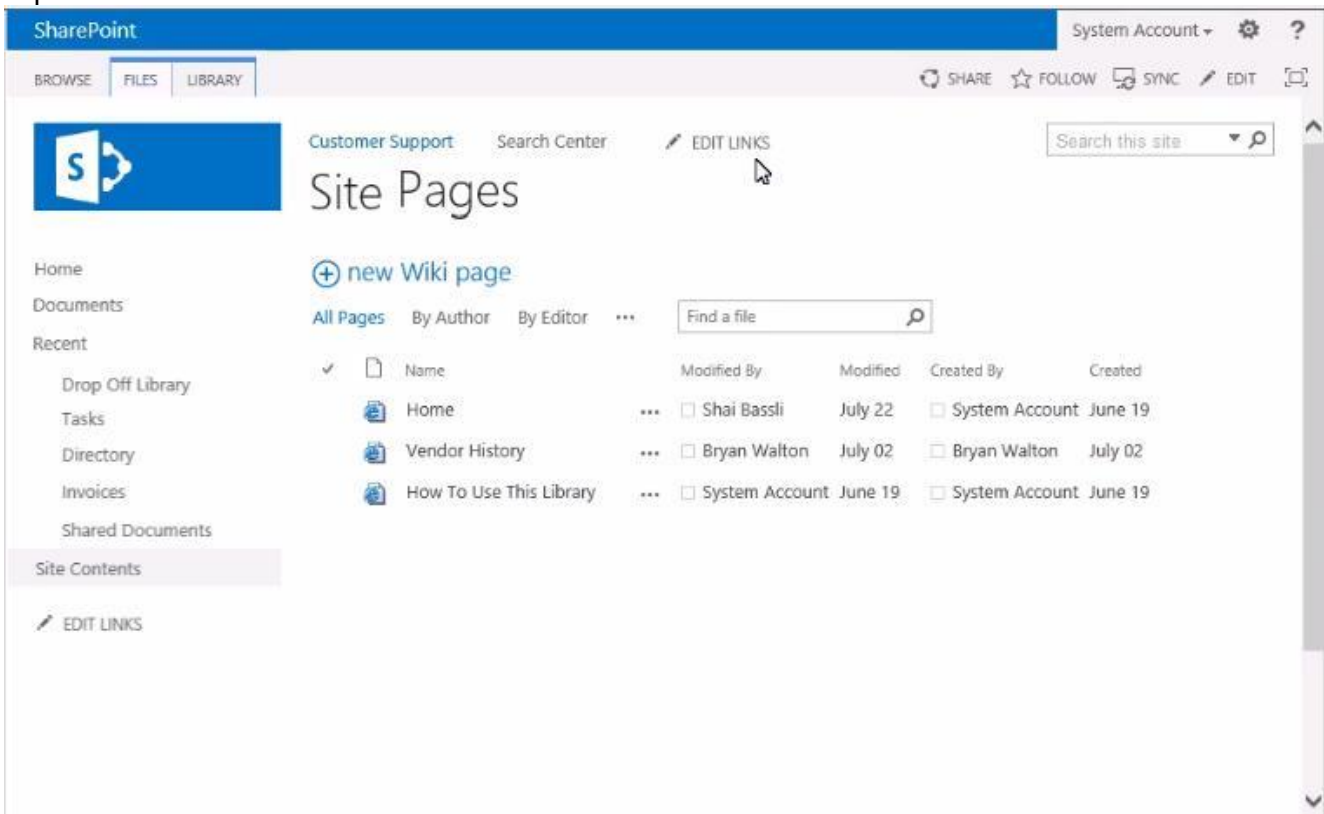 SharePoint System Account ?
BROWSE FILES LIBRARY SHARE FOLLOW SYNC EDIT
S Customer Support Search Center EDIT LINKS Search this site
Site Pages
Home
Documents
Recent
Drop Off Library
Tasks
Directory
Invoices
Shared Documents
Site Contents
EDIT LINKS
new Wiki page
All Pages By Author By Editor ... Find a file
Name Modified By Modified Created By Created
Home ... Shai Bassli July 22 System Account June 19
Vendor History ... Bryan Walton July 02 Bryan Walton July 02
How To Use This Library ... System Account June 19 System Account June 19